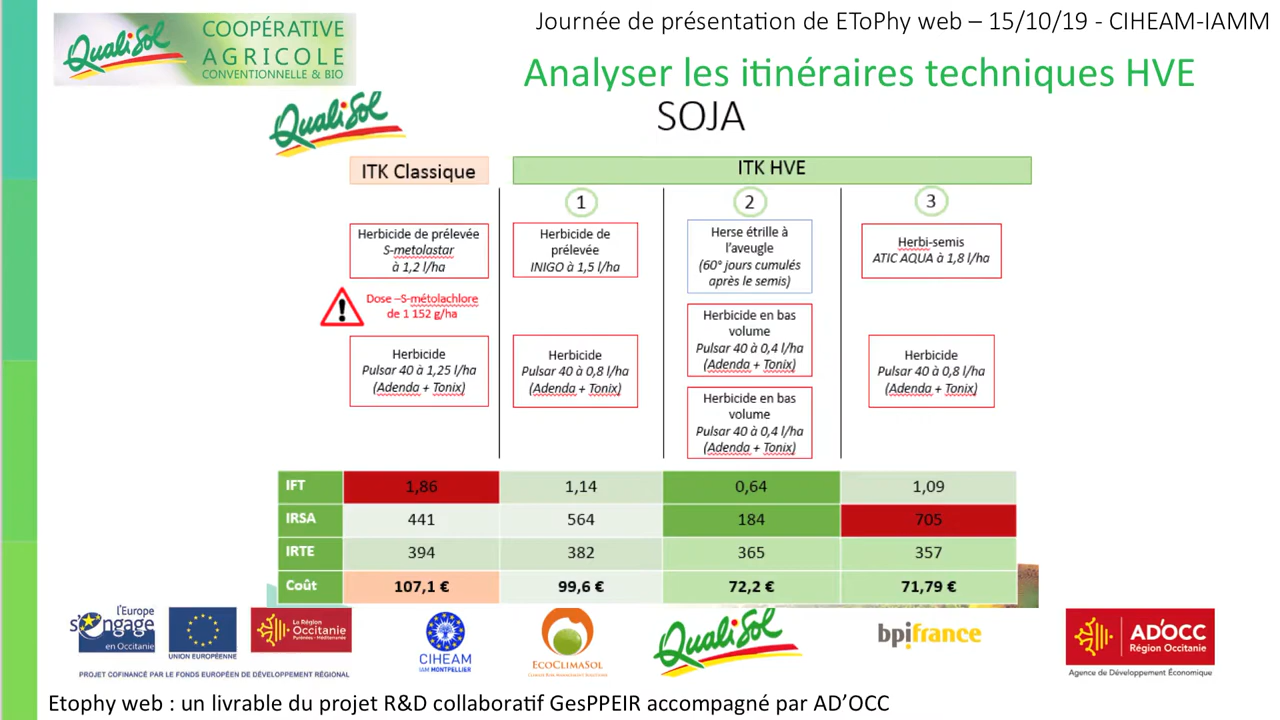 Journée de présentation de EToPhy web – 15/10/19 - CIHEAM-IAMM
QualiSol
COOPÉRATIVE
AGRICOLE
CONVENTIONNELLE & BIO
Analyser les itinéraires techniques HVE
QualiSol
SOJA
ITK Classique
ITK HVE
1
2
3
Herbicide de prélevée
S-metolastar
à 1,2 l/ha
Dose –S-métolachlore
de 1 152 g/ha
Herbicide
Pulsar 40 à 1,25 l/ha
(Adenda + Tonix)
Herbicide de
prélevée
INIGO à 1,5 l/ha
Herbicide
Pulsar 40 à 0,8 l/ha
(Adenda + Tonix)
Herse étrille à
l'aveugle
(60° jours cumulés
après le semis)
Herbicide en bas
volume
Pulsar 40 à 0,4 l/ha
(Adenda + Tonix)
Herbicide en bas
volume
Pulsar 40 à 0,4 l/ha
(Adenda + Tonix)
Herbi-semis
ATIC AQUA à 1,8 l/ha
Herbicide
Pulsar 40 à 0,8 l/ha
(Adenda + Tonix)
IFT 1,86 1,14 0,64 1,09
IRSA 441 564 184 705
IRTE 394 382 365 357
Coût 107,1 € 99,6 € 72,2 € 71,79 €
l'Europe
s'engage
en Occitanie
UNION EUROPÉENNE
La Région
Occitanie
Pyrénées - Méditerranée
PROJET COFINANCÉ PAR LE FONDS EUROPÉEN DE DÉVELOPPEMENT RÉGIONAL
CIHEAM
IAM MONTPELLIER
ECOCLIMASOL
CLIMATE RISK MANAGEMENT SOLUTIONS
QualiSol
bpifrance
AD'OCC
Région Occitanie
Agence de Développement Économique
Etophy web : un livrable du projet R&D collaboratif GesPPEIR accompagné par AD'OCC